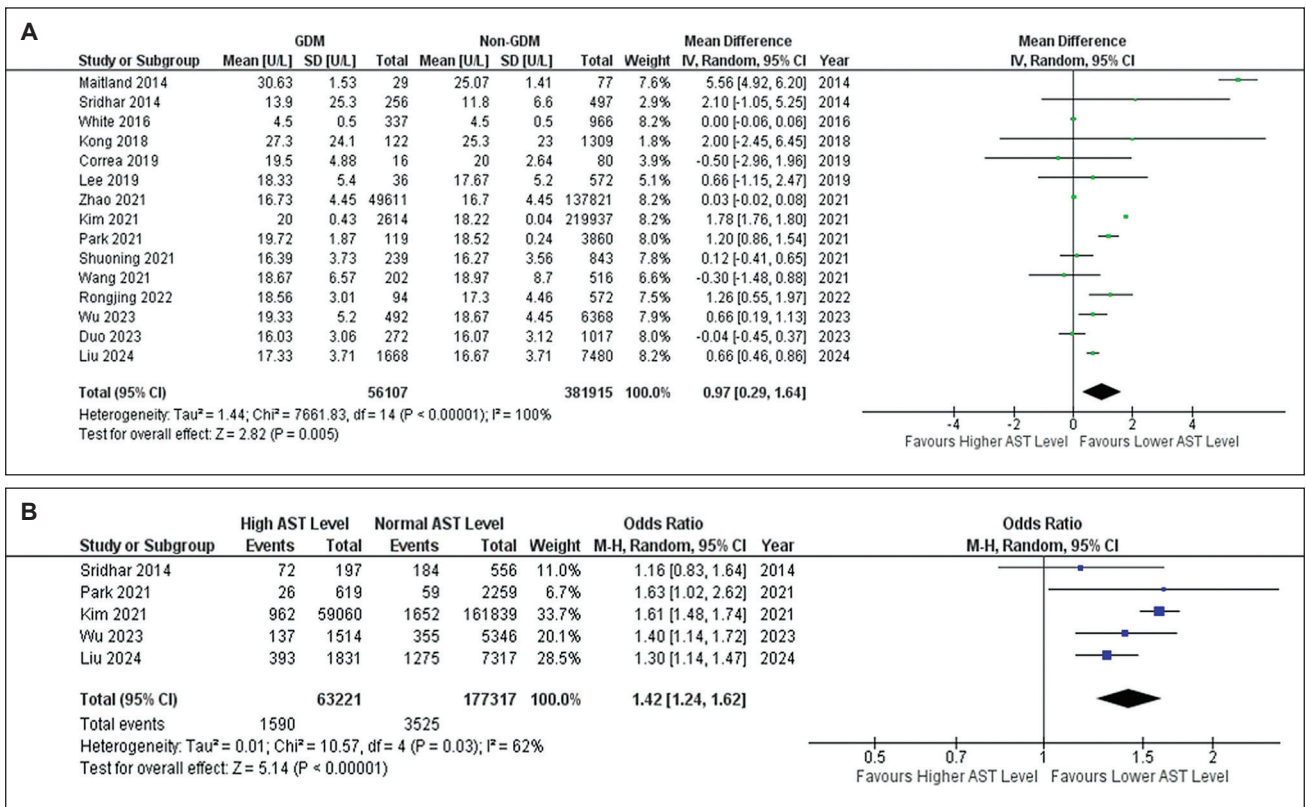 A
GDM Non-GDM Mean Difference Mean Difference
Study or Subgroup Mean [U/L] SD [U/L] Total Mean [U/L] SD [U/L] Total Weight IV, Random, 95% CI Year IV, Random, 95% CI
Maitland 2014 30.63 1.53 29 25.07 1.41 77 7.6% 5.56 [4.92, 6.20] 2014
Sridhar 2014 13.9 25.3 256 11.8 6.6 497 2.9% 2.10 [-1.05, 5.25] 2014
White 2016 4.5 0.5 337 4.5 0.5 966 8.2% 0.00 [-0.06, 0.06] 2016
Kong 2018 27.3 24.1 122 25.3 23 1309 1.8% 2.00 [-2.45, 6.45] 2018
Correa 2019 19.5 4.88 16 20 2.64 80 3.9% -0.50 [-2.96, 1.96] 2019
Lee 2019 18.33 5.4 36 17.67 5.2 572 5.1% 0.66 [-1.15, 2.47] 2019
Zhao 2021 16.73 4.45 49611 16.7 4.45 137821 8.2% 0.03 [-0.02, 0.08] 2021
Kim 2021 20 0.43 2614 18.22 0.04 219937 8.2% 1.78 [1.76, 1.80] 2021
Park 2021 19.72 1.87 119 18.52 0.24 3860 8.0% 1.20 [0.86, 1.54] 2021
Shuoning 2021 16.39 3.73 239 16.27 3.56 843 7.8% 0.12 [-0.41, 0.65] 2021
Wang 2021 18.67 6.57 202 18.97 8.7 516 6.6% -0.30 [-1.48, 0.88] 2021
Rongjing 2022 18.56 3.01 94 17.3 4.46 572 7.5% 1.26 [0.55, 1.97] 2022
Wu 2023 19.33 5.2 492 18.67 4.45 6368 7.9% 0.66 [0.19, 1.13] 2023
Duo 2023 16.03 3.06 272 16.07 3.12 1017 8.0% -0.04 [-0.45, 0.37] 2023
Liu 2024 17.33 3.71 1668 16.67 3.71 7480 8.2% 0.66 [0.46, 0.86] 2024
Total (95% CI) 56107 381915 100.0% 0.97 [0.29, 1.64]
Heterogeneity: Tau² = 1.44; Chi² = 7661.83, df = 14 (P < 0.00001); I² = 100%
Test for overall effect: Z = 2.82 (P = 0.005)
-4 -2 0 2 4
Favours Higher AST Level Favours Lower AST Level
B
High AST Level Normal AST Level Odds Ratio Odds Ratio
Study or Subgroup Events Total Events Total Weight M-H, Random, 95% CI Year M-H, Random, 95% CI
Sridhar 2014 72 197 184 556 11.0% 1.16 [0.83, 1.64] 2014
Park 2021 26 619 59 2259 6.7% 1.63 [1.02, 2.62] 2021
Kim 2021 962 59060 1652 161839 33.7% 1.61 [1.48, 1.74] 2021
Wu 2023 137 1514 355 5346 20.1% 1.40 [1.14, 1.72] 2023
Liu 2024 393 1831 1275 7317 28.5% 1.30 [1.14, 1.47] 2024
Total (95% CI) 63221 177317 100.0% 1.42 [1.24, 1.62]
Total events 1590 3525
Heterogeneity: Tau² = 0.01; Chi² = 10.57, df = 4 (P = 0.03); I² = 62%
Test for overall effect: Z = 5.14 (P < 0.00001)
0.5 0.7 1 1.5 2
Favours Higher AST Level Favours Lower AST Level